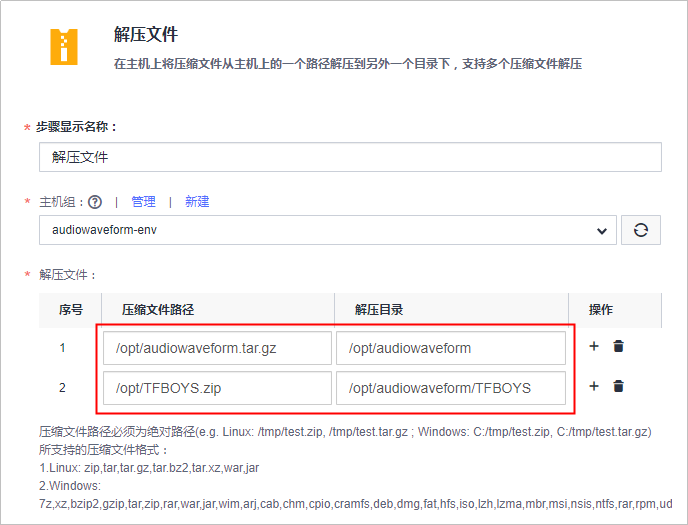 解压文件
在主机上将压缩文件从主机上的一个路径解压到另外一个目录下，支持多个压缩文件解压
* 步骤显示名称：
解压文件
* 主机组：? | 管理 | 新建
audiowaveform-env
* 解压文件：
序号 压缩文件路径 解压目录 操作
1 /opt/audiowaveform.tar.gz /opt/audiowaveform +
2 /opt/TFBOYS.zip /opt/audiowaveform/TFBOYS +
压缩文件路径必须为绝对路径(e.g. Linux: /tmp/test.zip, /tmp/test.tar.gz ; Windows: C:/tmp/test.zip, C:/tmp/test.tar.gz)
所支持的压缩文件格式：
1.Linux: zip,tar,tar.gz,tar.bz2,tar.xz,war,jar
2.Windows:
7z,xz,bzip2,gzip,tar,zip,rar,war,jar,wim,arj,cab,chm,cpio,cramfs,deb,dmg,fat,hfs,iso,lzh,lzma,mbr,msi,nsis,ntfs,rar,rpm,ud